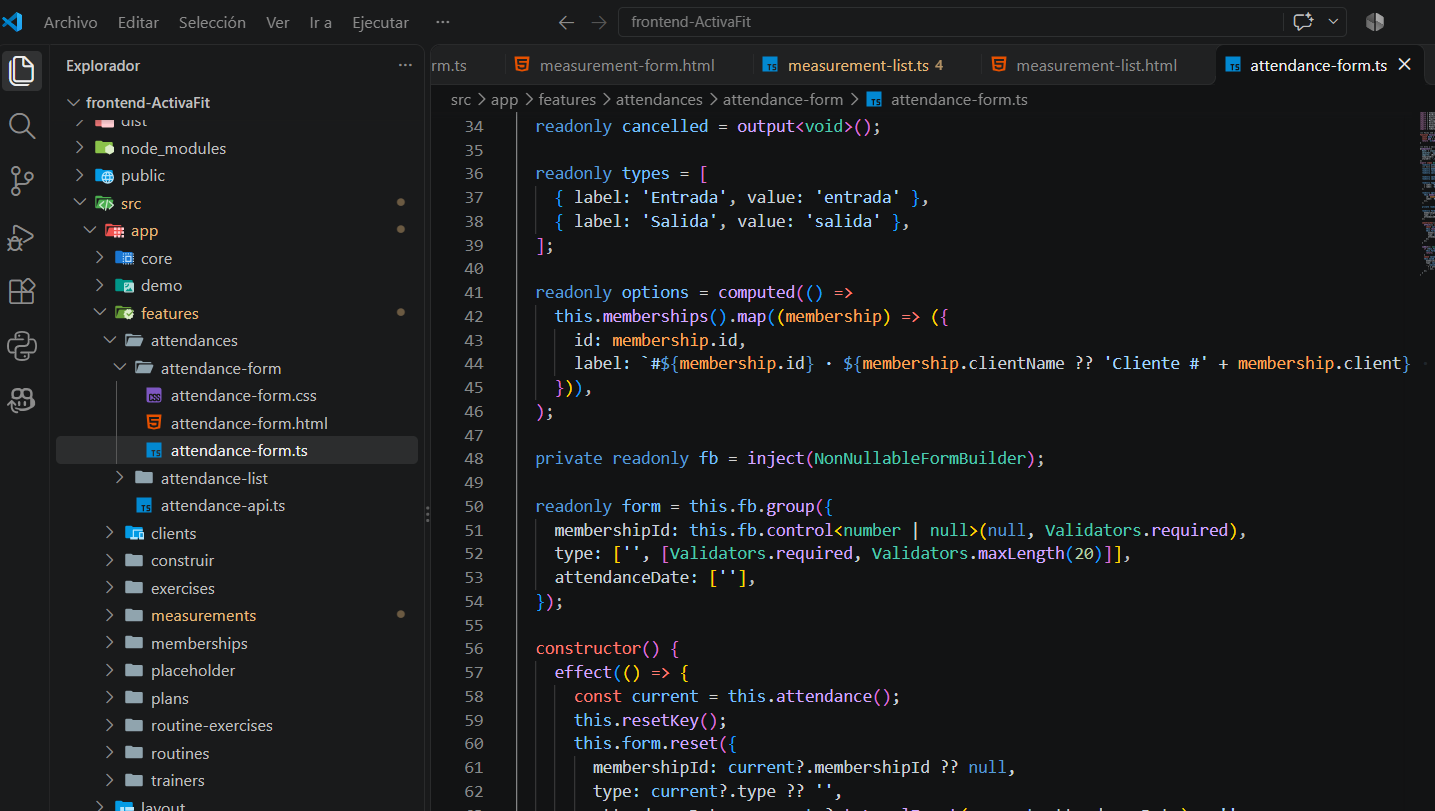 Archivo Editar Selección Ver Ir a Ejecutar ··· frontend-ActivaFit
Explorador ···
frontend-ActivaFit
dist
node_modules
public
src
app
core
demo
features
attendances
attendance-form
attendance-form.css
attendance-form.html
attendance-form.ts
attendance-list
attendance-api.ts
clients
construir
exercises
measurements
memberships
placeholder
plans
routine-exercises
routines
trainers
layout
rm.ts measurement-form.html measurement-list.ts 4 measurement-list.html attendance-form.ts
src > app > features > attendances > attendance-form > attendance-form.ts
34 readonly cancelled = output<void>();
35
36 readonly types = [
37 { label: 'Entrada', value: 'entrada' },
38 { label: 'Salida', value: 'salida' },
39 ];
40
41 readonly options = computed(() =>
42 this.memberships().map((membership) => ({
43 id: membership.id,
44 label: `#${membership.id} · ${membership.clientName ?? 'Cliente #' + membership.client}
45 })),
46 );
47
48 private readonly fb = inject(NonNullableFormBuilder);
49
50 readonly form = this.fb.group({
51 membershipId: this.fb.control<number | null>(null, Validators.required),
52 type: ['', [Validators.required, Validators.maxLength(20)]],
53 attendanceDate: [''],
54 });
55
56 constructor() {
57 effect(() => {
58 const current = this.attendance();
59 this.resetKey();
60 this.form.reset({
61 membershipId: current?.membershipId ?? null,
62 type: current?.type ?? '',